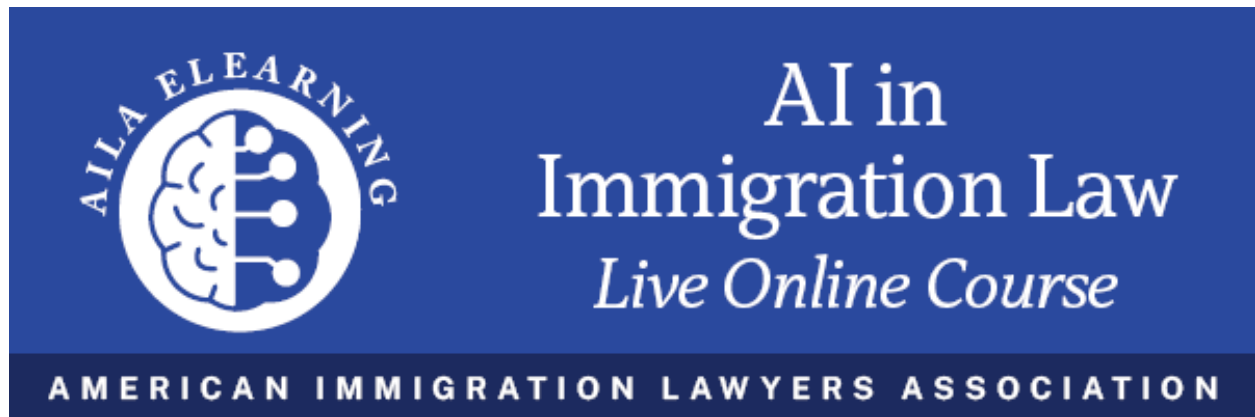 AILA ELEARNING
AI in
Immigration Law
Live Online Course
AMERICAN IMMIGRATION LAWYERS ASSOCIATION